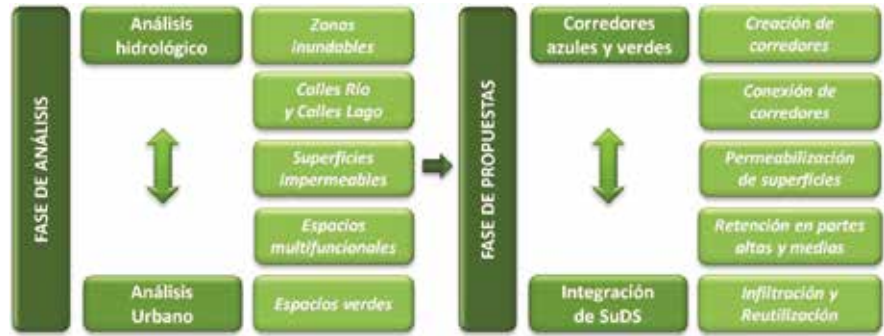 FASE DE ANÁLISIS
Análisis
hidrológico
Análisis
Urbano
Zonas
inundables
Calles Río
y Calles Lago
Superficies
impermeables
Espacios
multifuncionales
Espacios verdes
FASE DE PROPUESTAS
Corredores
azules y verdes
Integración
de SuDS
Creación de
corredores
Conexión de
corredores
Permeabilización
de superficies
Retención en partes
altas y medias
Infiltración y
Reutilización